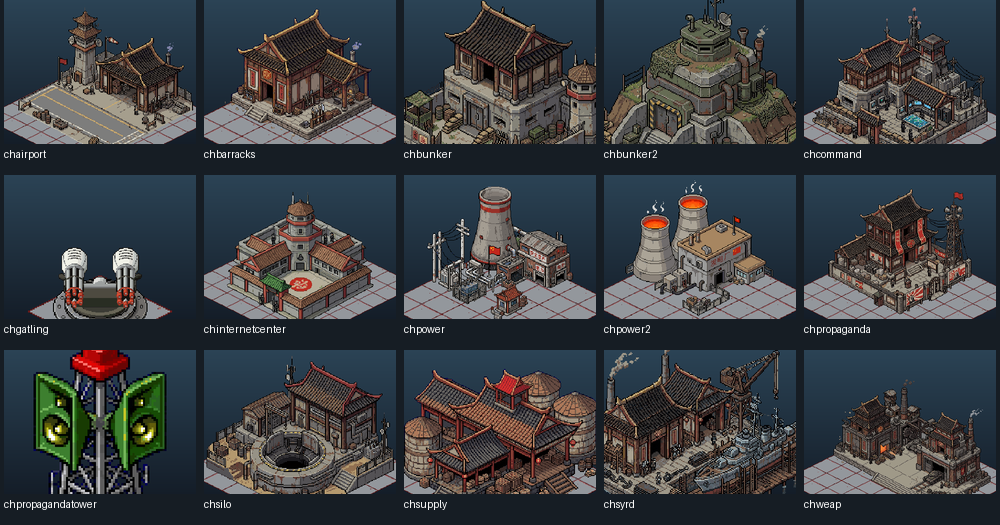 chairport
chbarracks
chbunker
chbunker2
chcommand
chgatling
chinternetcenter
chpower
chpower2
chpropaganda
chpropagandatower
chsilo
chsupply
chsyrd
chweap